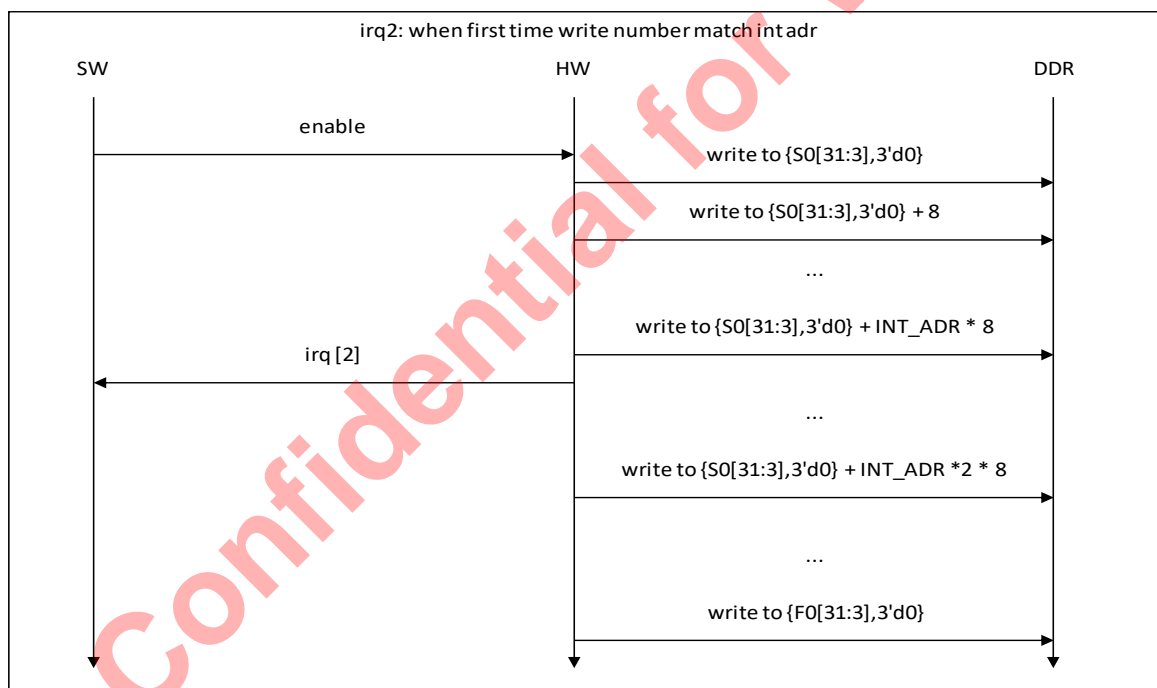 irq2: when first time write number match int adr
SW HW DDR
enable
write to {S0[31:3],3'd0}
write to {S0[31:3],3'd0} + 8
...
write to {S0[31:3],3'd0} + INT_ADR * 8
irq [2]
...
write to {S0[31:3],3'd0} + INT_ADR *2 * 8
...
write to {F0[31:3],3'd0}
Confidential for